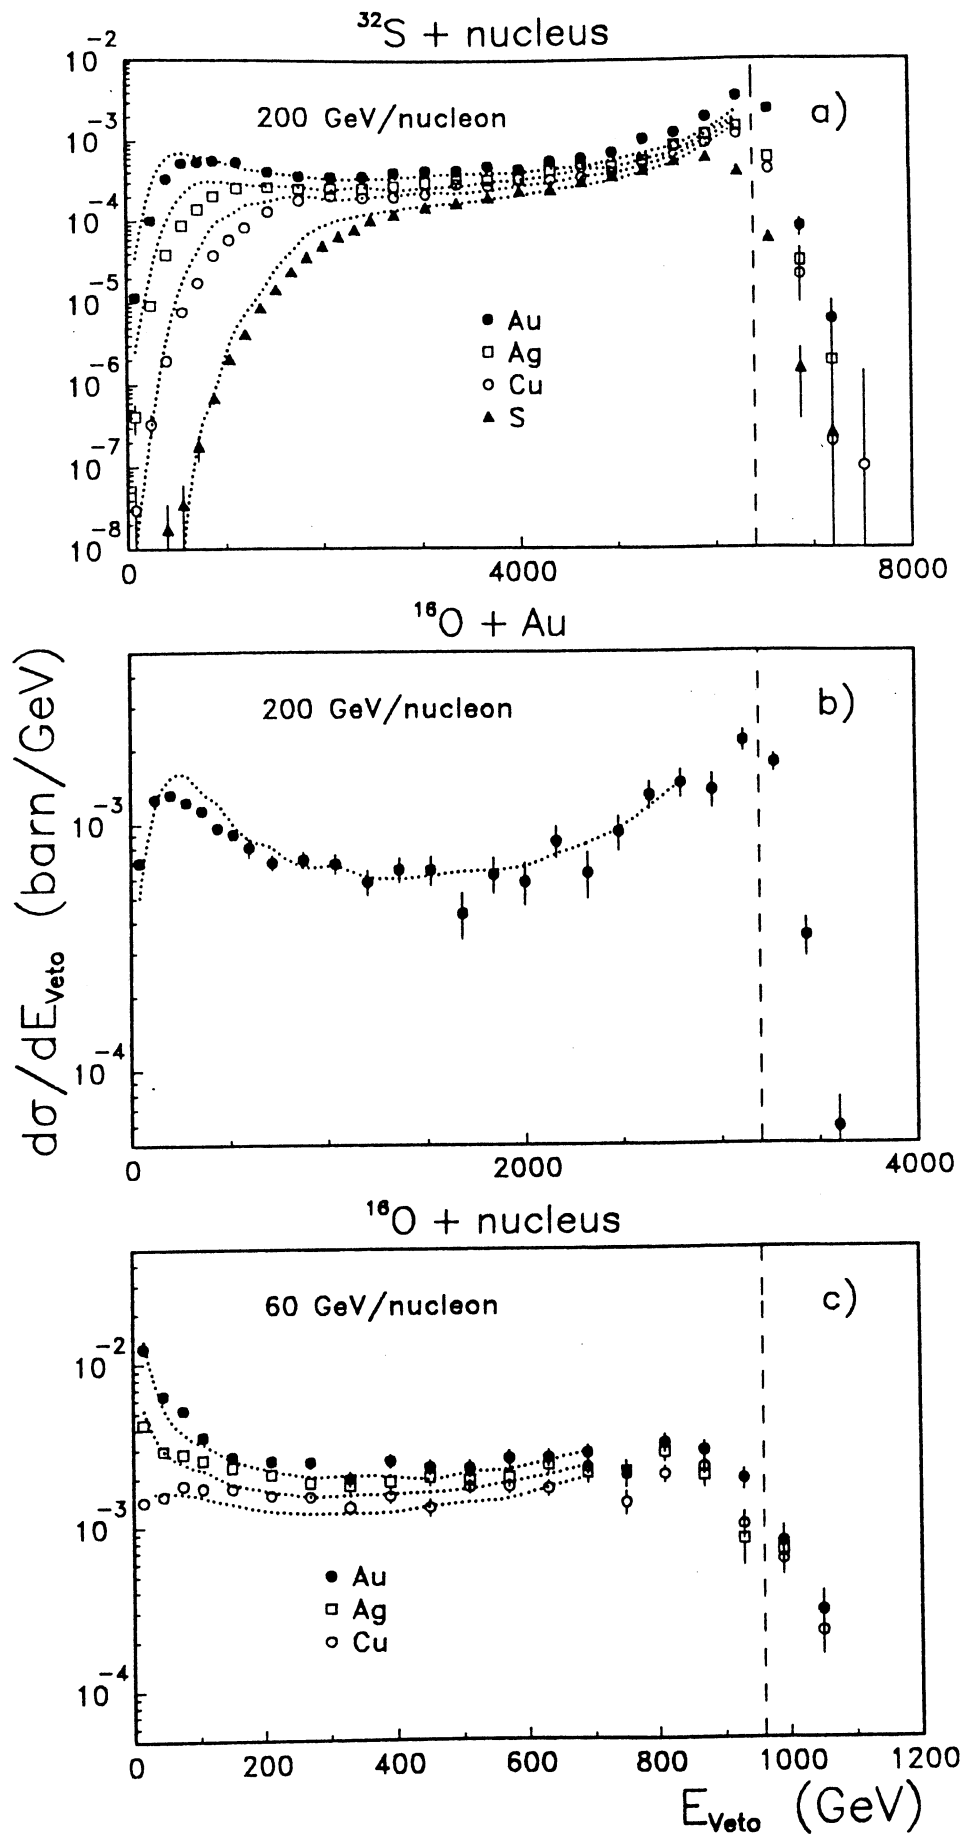 ³²S + nucleus
10⁻²
200 GeV/nucleon
a)
10⁻³
10⁻⁴
10⁻⁵
Au
Ag
10⁻⁶
Cu
S
10⁻⁷
10⁻⁸
0 4000 8000
¹⁶O + Au
200 GeV/nucleon
b)
10⁻³
dσ/dE_Veto (barn/GeV)
10⁻⁴
0 2000 4000
¹⁶O + nucleus
60 GeV/nucleon
c)
10⁻²
10⁻³
Au
Ag
Cu
10⁻⁴
0 200 400 600 800 1000 1200
E_Veto (GeV)